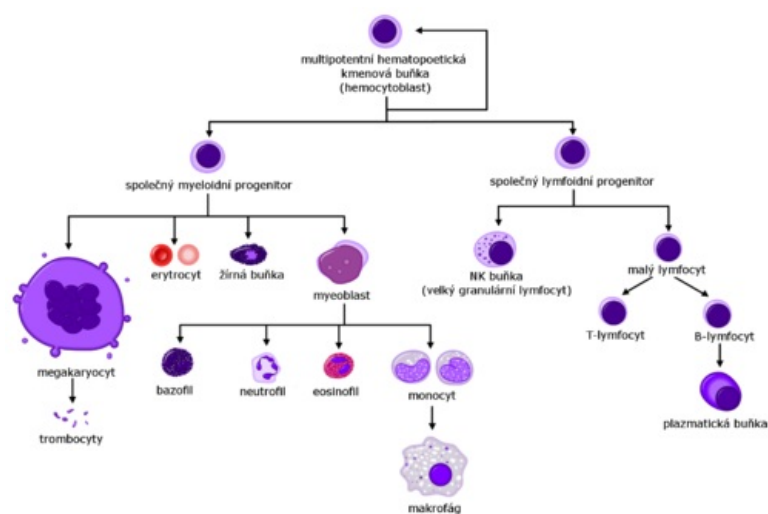 multipotentní hematopoetická
kmenová buňka
(hemocytoblast)
společný myeloidní progenitor
společný lymfoidní progenitor
erytrocyt
žírná buňka
myeoblast
NK buňka
(velký granulární lymfocyt)
malý lymfocyt
megakaryocyt
bazofil
neutrofil
eosinofil
monocyt
T-lymfocyt
B-lymfocyt
trombocyty
plazmatická buňka
makrofág